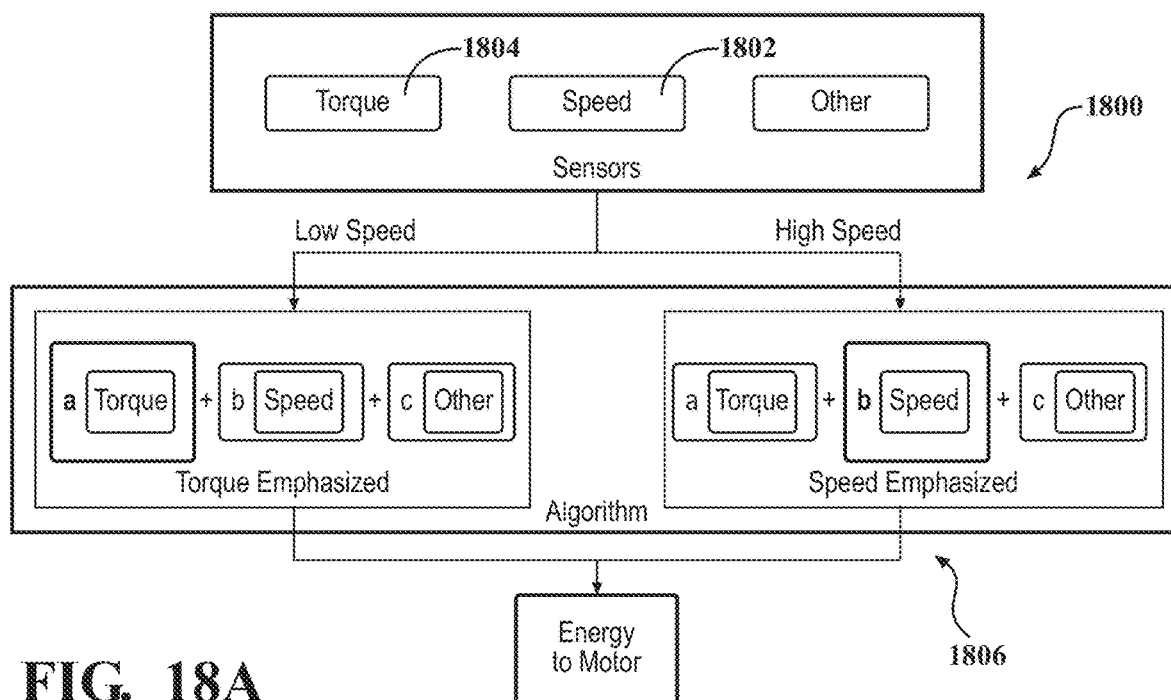 1804
1802
Torque
Speed
Other
1800
Sensors
Low Speed
High Speed
a Torque + b Speed + c Other
a Torque + b Speed + c Other
Torque Emphasized
Speed Emphasized
Algorithm
Energy
to Motor
1806
FIG. 18A